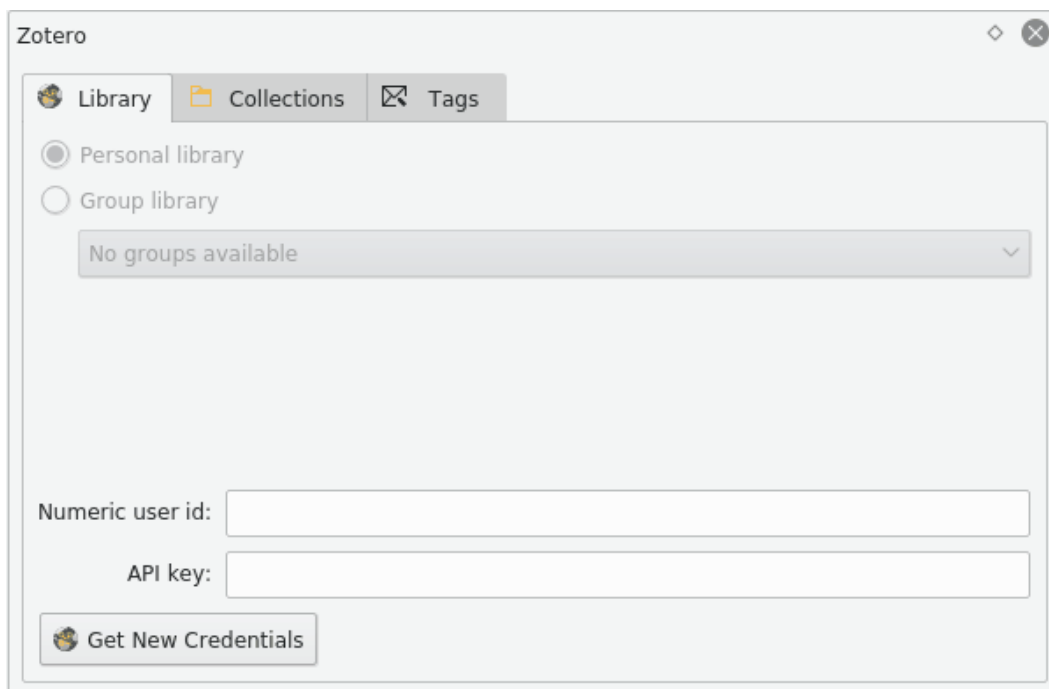 Zotero
Library Collections Tags
Personal library
Group library
No groups available
Numeric user id:
API key:
Get New Credentials